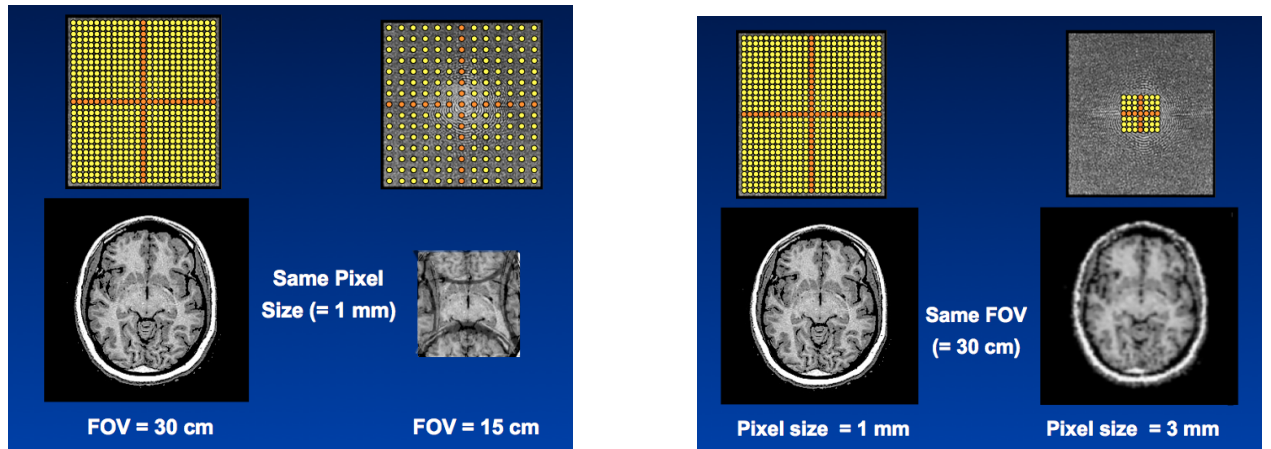 Same Pixel
Size (= 1 mm)
FOV = 30 cm
FOV = 15 cm
Same FOV
(= 30 cm)
Pixel size = 1 mm
Pixel size = 3 mm